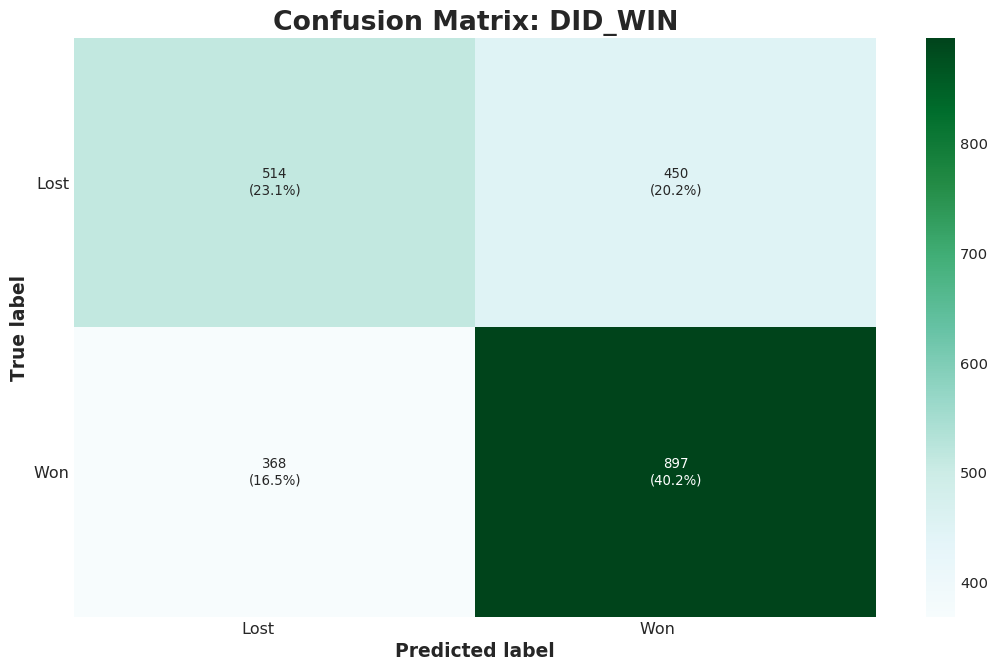 Confusion Matrix: DID_WIN
True label
Lost
514
(23.1%)
450
(20.2%)
Won
368
(16.5%)
897
(40.2%)
Lost
Won
Predicted label
800
700
600
500
400